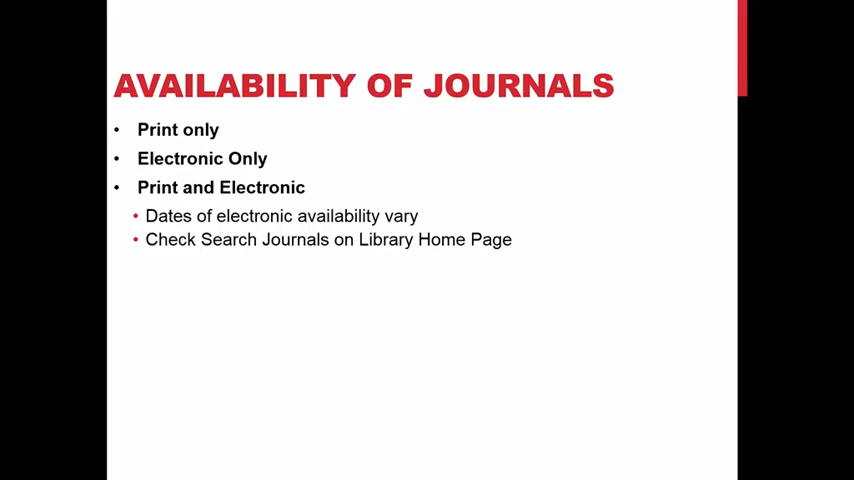 AVAILABILITY OF JOURNALS
• Print only
• Electronic Only
• Print and Electronic
• Dates of electronic availability vary
• Check Search Journals on Library Home Page